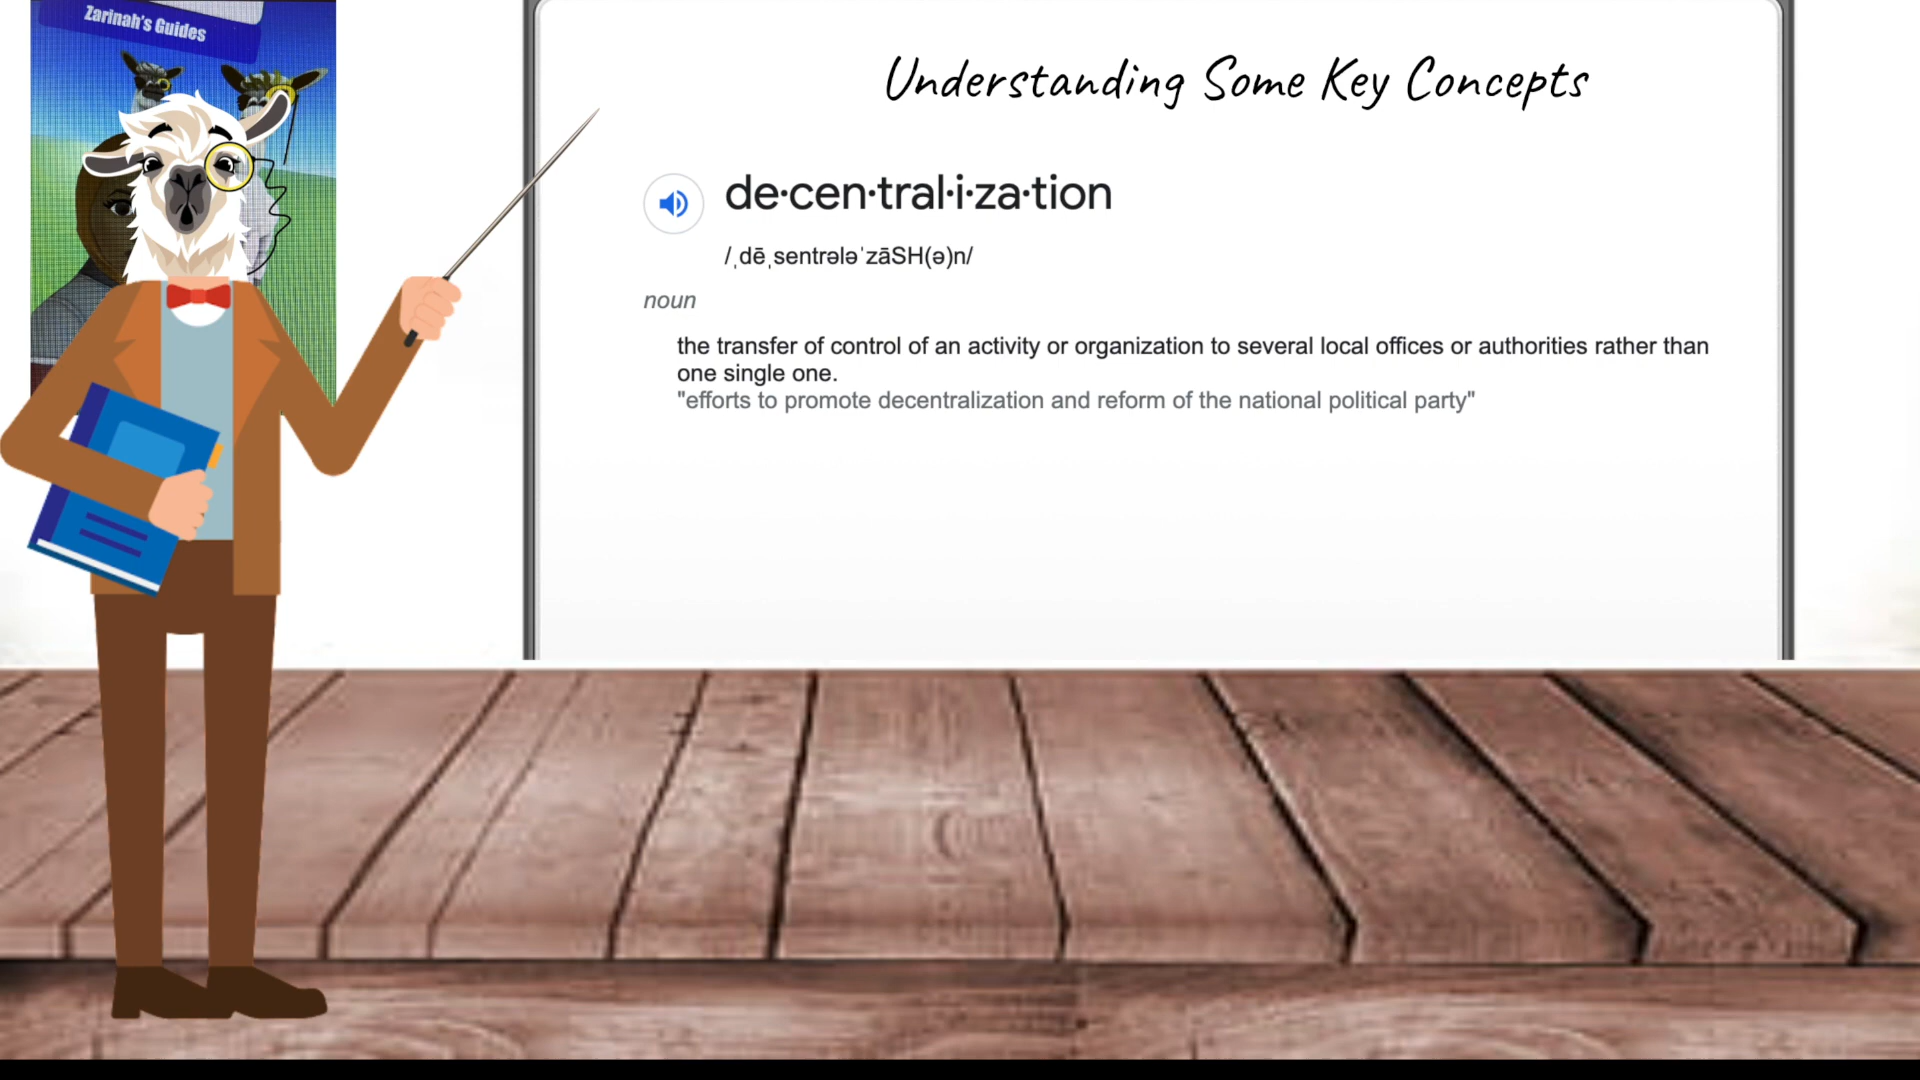 Zarinah's Guides
Understanding Some Key Concepts
de·cen·tral·i·za·tion
/ˌdēˌsentrələˈzāSH(ə)n/
noun
the transfer of control of an activity or organization to several local offices or authorities rather than
one single one.
"efforts to promote decentralization and reform of the national political party"